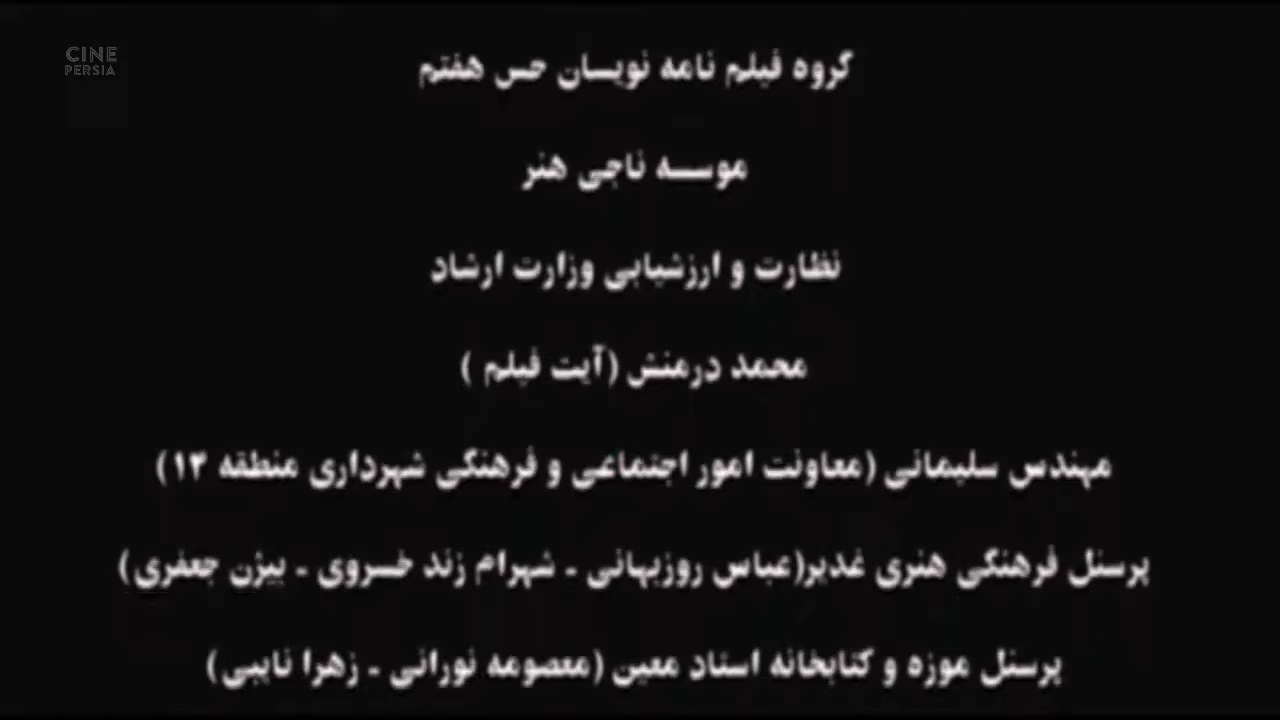 CINE
PERSIA
گروه فیلم نامه نویسان حس هفتم
موسسه ناجی هنر
نظارت و ارزشیابی وزارت ارشاد
محمد درمنش (آیت فیلم )
مهندس سلیمانی (معاونت امور اجتماعی و فرهنگی شهرداری منطقه ۱۴)
پرسنل فرهنگی هنری غدیر(عباس روزبهانی ـ شهرام زند خسروی ـ بیژن جعفری)
پرسنل موزه و کتابخانه استاد معین (معصومه نورانی ـ زهرا نایبی)